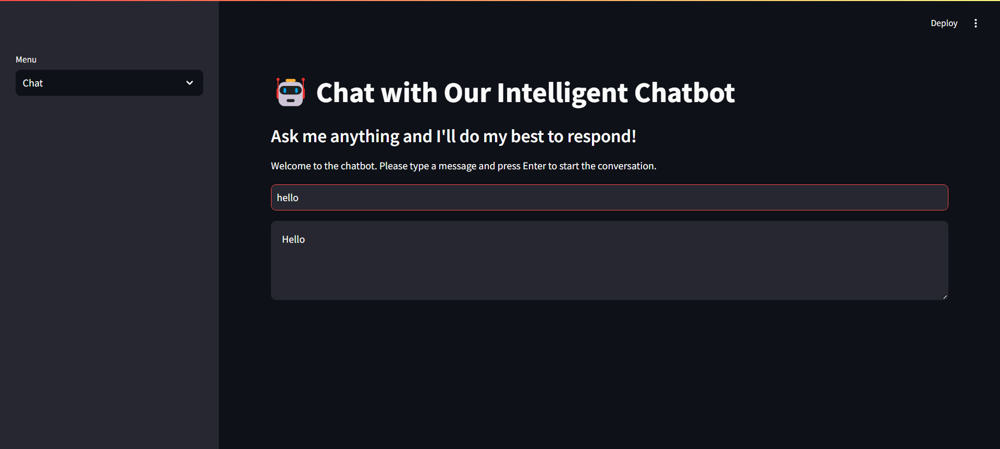 Deploy
Menu
Chat
Chat with Our Intelligent Chatbot
Ask me anything and I'll do my best to respond!
Welcome to the chatbot. Please type a message and press Enter to start the conversation.
hello
Hello